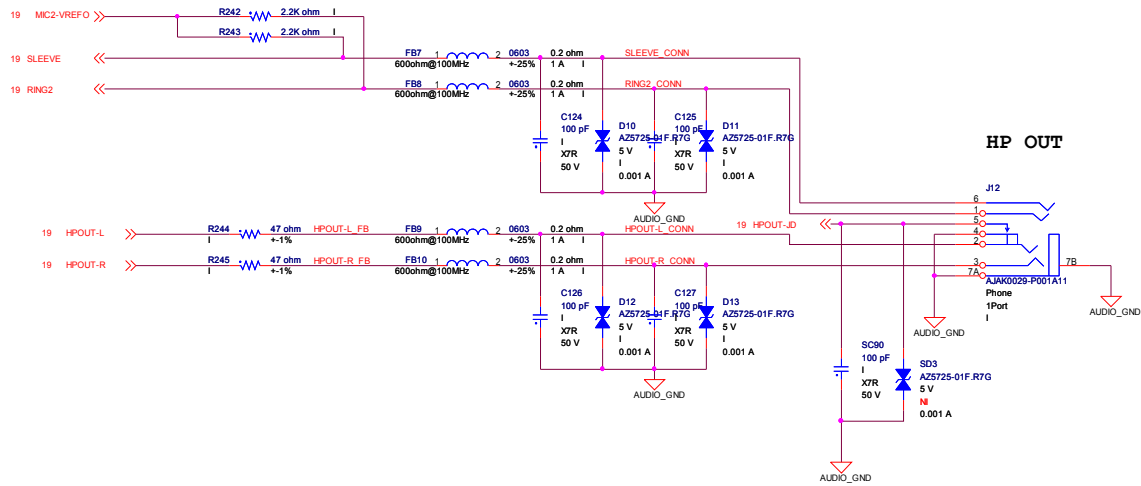 19 MIC2-VREFO R242 2.2K ohm I
R243 2.2K ohm I
19 SLEEVE FB7 1 2 0603 0.2 ohm SLEEVE_CONN
600ohm@100MHz +-25% 1 A I
19 RING2 FB8 1 2 0603 0.2 ohm RING2_CONN
600ohm@100MHz +-25% 1 A I
C124 D10 C125 D11
100 pF AZ5725-01F.R7G 100 pF AZ5725-01F.R7G
I 5 V I 5 V
X7R I X7R I
50 V 0.001 A 50 V 0.001 A
AUDIO_GND
HP OUT
J12
6
1
19 HPOUT-JD 5
4
2
3
7A 7B
AJAK0029-P001A11
Phone
1Port
I
AUDIO_GND
AUDIO_GND
19 HPOUT-L R244 47 ohm HPOUT-L_FB FB9 1 2 0603 0.2 ohm HPOUT-L_CONN
I +-1% 600ohm@100MHz +-25% 1 A I
19 HPOUT-R R245 47 ohm HPOUT-R_FB FB10 1 2 0603 0.2 ohm HPOUT-R_CONN
I +-1% 600ohm@100MHz +-25% 1 A I
C126 D12 C127 D13
100 pF AZ5725-01F.R7G 100 pF AZ5725-01F.R7G
I 5 V I 5 V
X7R I X7R I
50 V 0.001 A 50 V 0.001 A
AUDIO_GND
SC90 SD3
100 pF AZ5725-01F.R7G
I 5 V
X7R NI
50 V 0.001 A
AUDIO_GND